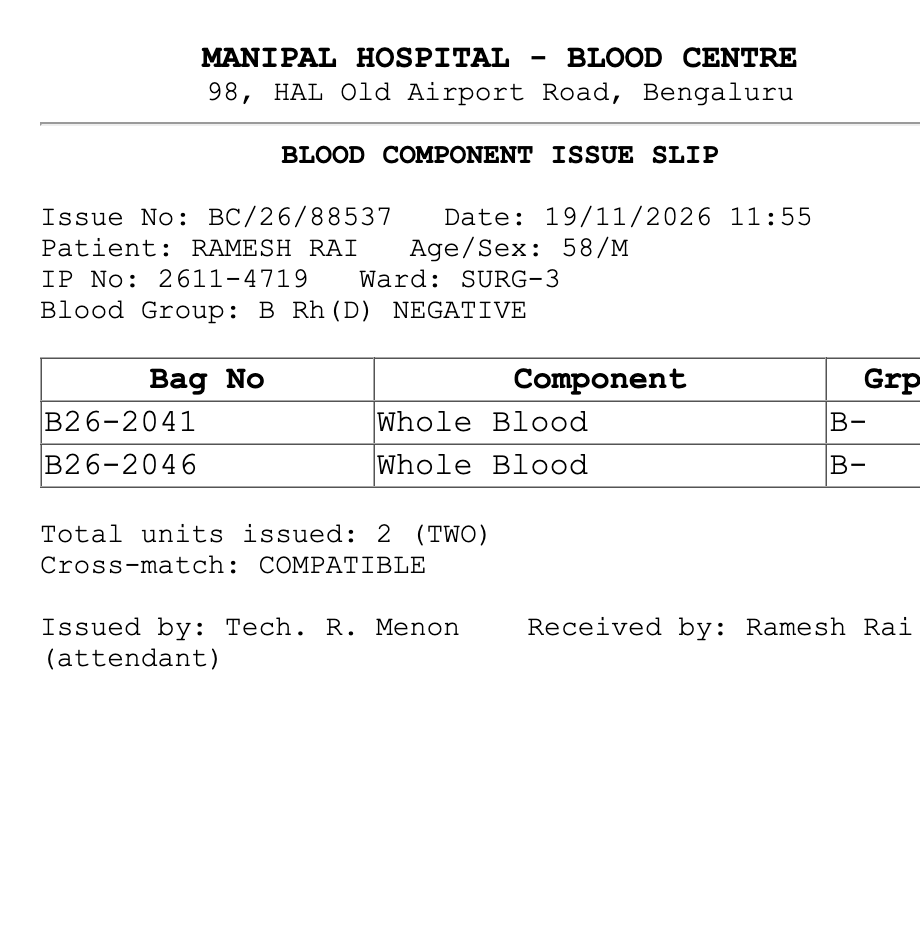 MANIPAL HOSPITAL - BLOOD CENTRE
98, HAL Old Airport Road, Bengaluru
BLOOD COMPONENT ISSUE SLIP
Issue No: BC/26/88537 Date: 19/11/2026 11:55
Patient: RAMESH RAI Age/Sex: 58/M
IP No: 2611-4719 Ward: SURG-3
Blood Group: B Rh(D) NEGATIVE
Bag No Component Grp
B26-2041 Whole Blood B-
B26-2046 Whole Blood B-
Total units issued: 2 (TWO)
Cross-match: COMPATIBLE
Issued by: Tech. R. Menon Received by: Ramesh Rai
(attendant)